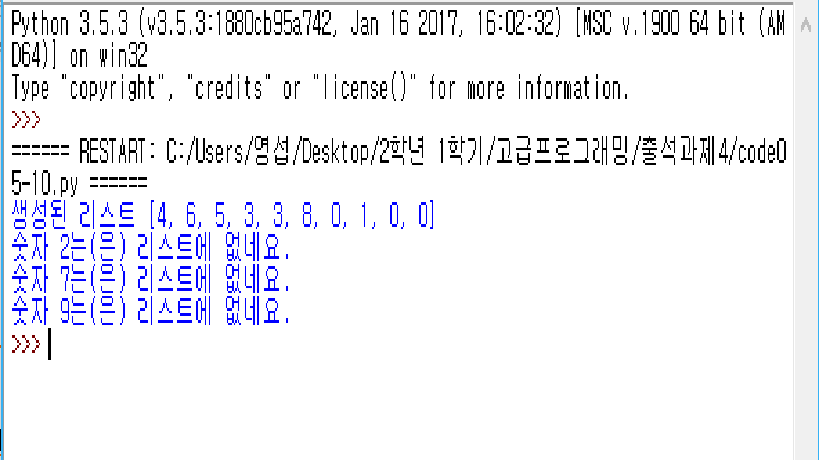 Python 3.5.3 (v3.5.3:1880cb95a742, Jan 16 2017, 16:02:32) [MSC v.1900 64 bit (AM
D64)] on win32
Type "copyright", "credits" or "license()" for more information.
>>>
====== RESTART: C:/Users/영섭/Desktop/2학년 1학기/고급프로그래밍/출석과제4/code0
5-10.py ======
생성된 리스트 [4, 6, 5, 3, 3, 8, 0, 1, 0, 0]
숫자 2는(은) 리스트에 없네요.
숫자 7는(은) 리스트에 없네요.
숫자 9는(은) 리스트에 없네요.
>>>